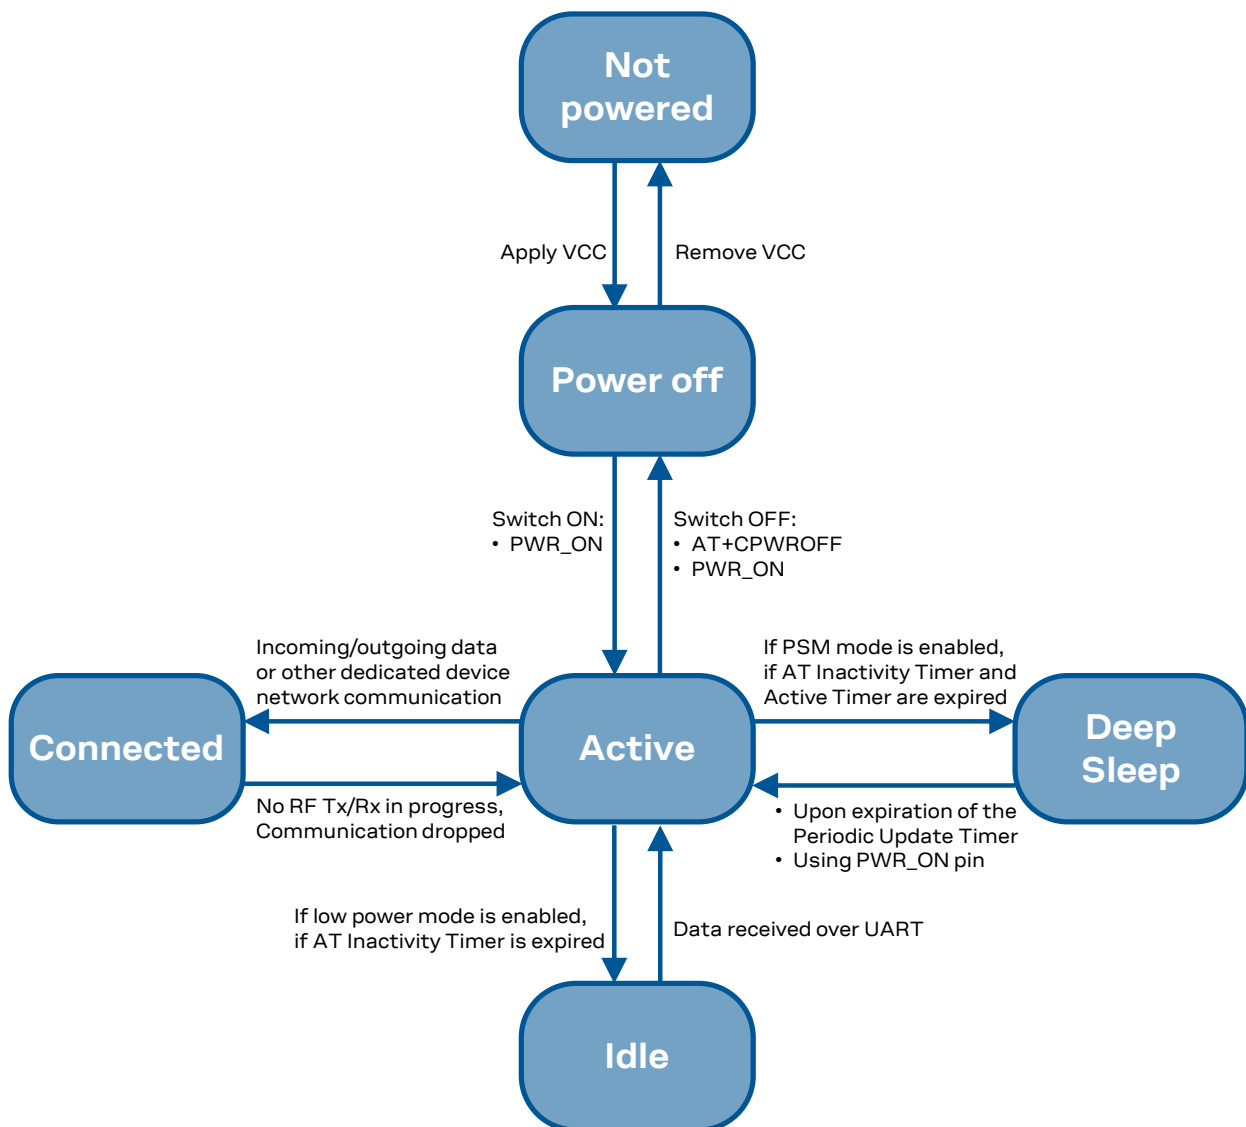 Not
powered
Apply VCC
Remove VCC
Power off
Switch ON:
• PWR_ON
Switch OFF:
• AT+CPWROFF
• PWR_ON
Incoming/outgoing data
or other dedicated device
network communication
If PSM mode is enabled,
if AT Inactivity Timer and
Active Timer are expired
Connected
Active
Deep
Sleep
No RF Tx/Rx in progress,
Communication dropped
• Upon expiration of the
Periodic Update Timer
• Using PWR_ON pin
If low power mode is enabled,
if AT Inactivity Timer is expired
Data received over UART
Idle